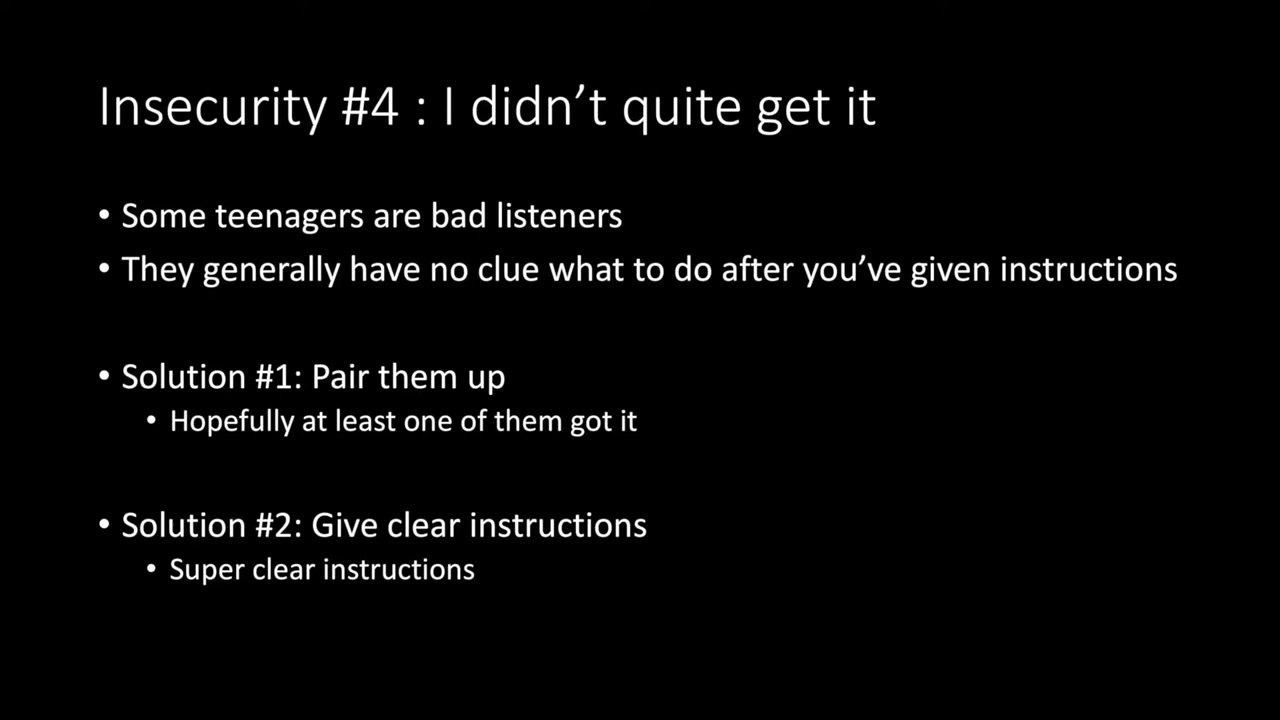 Insecurity #4 : I didn’t quite get it
• Some teenagers are bad listeners
• They generally have no clue what to do after you’ve given instructions
• Solution #1: Pair them up
• Hopefully at least one of them got it
• Solution #2: Give clear instructions
• Super clear instructions